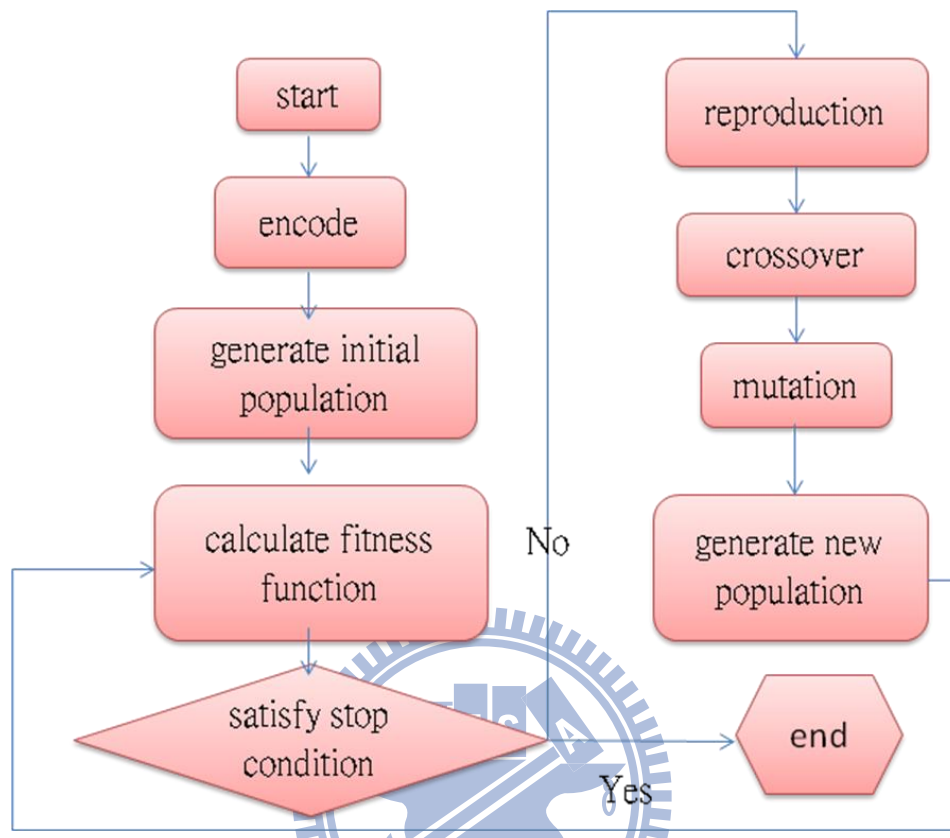 start
encode
generate initial
population
calculate fitness
function
satisfy stop
condition
No
Yes
reproduction
crossover
mutation
generate new
population
end